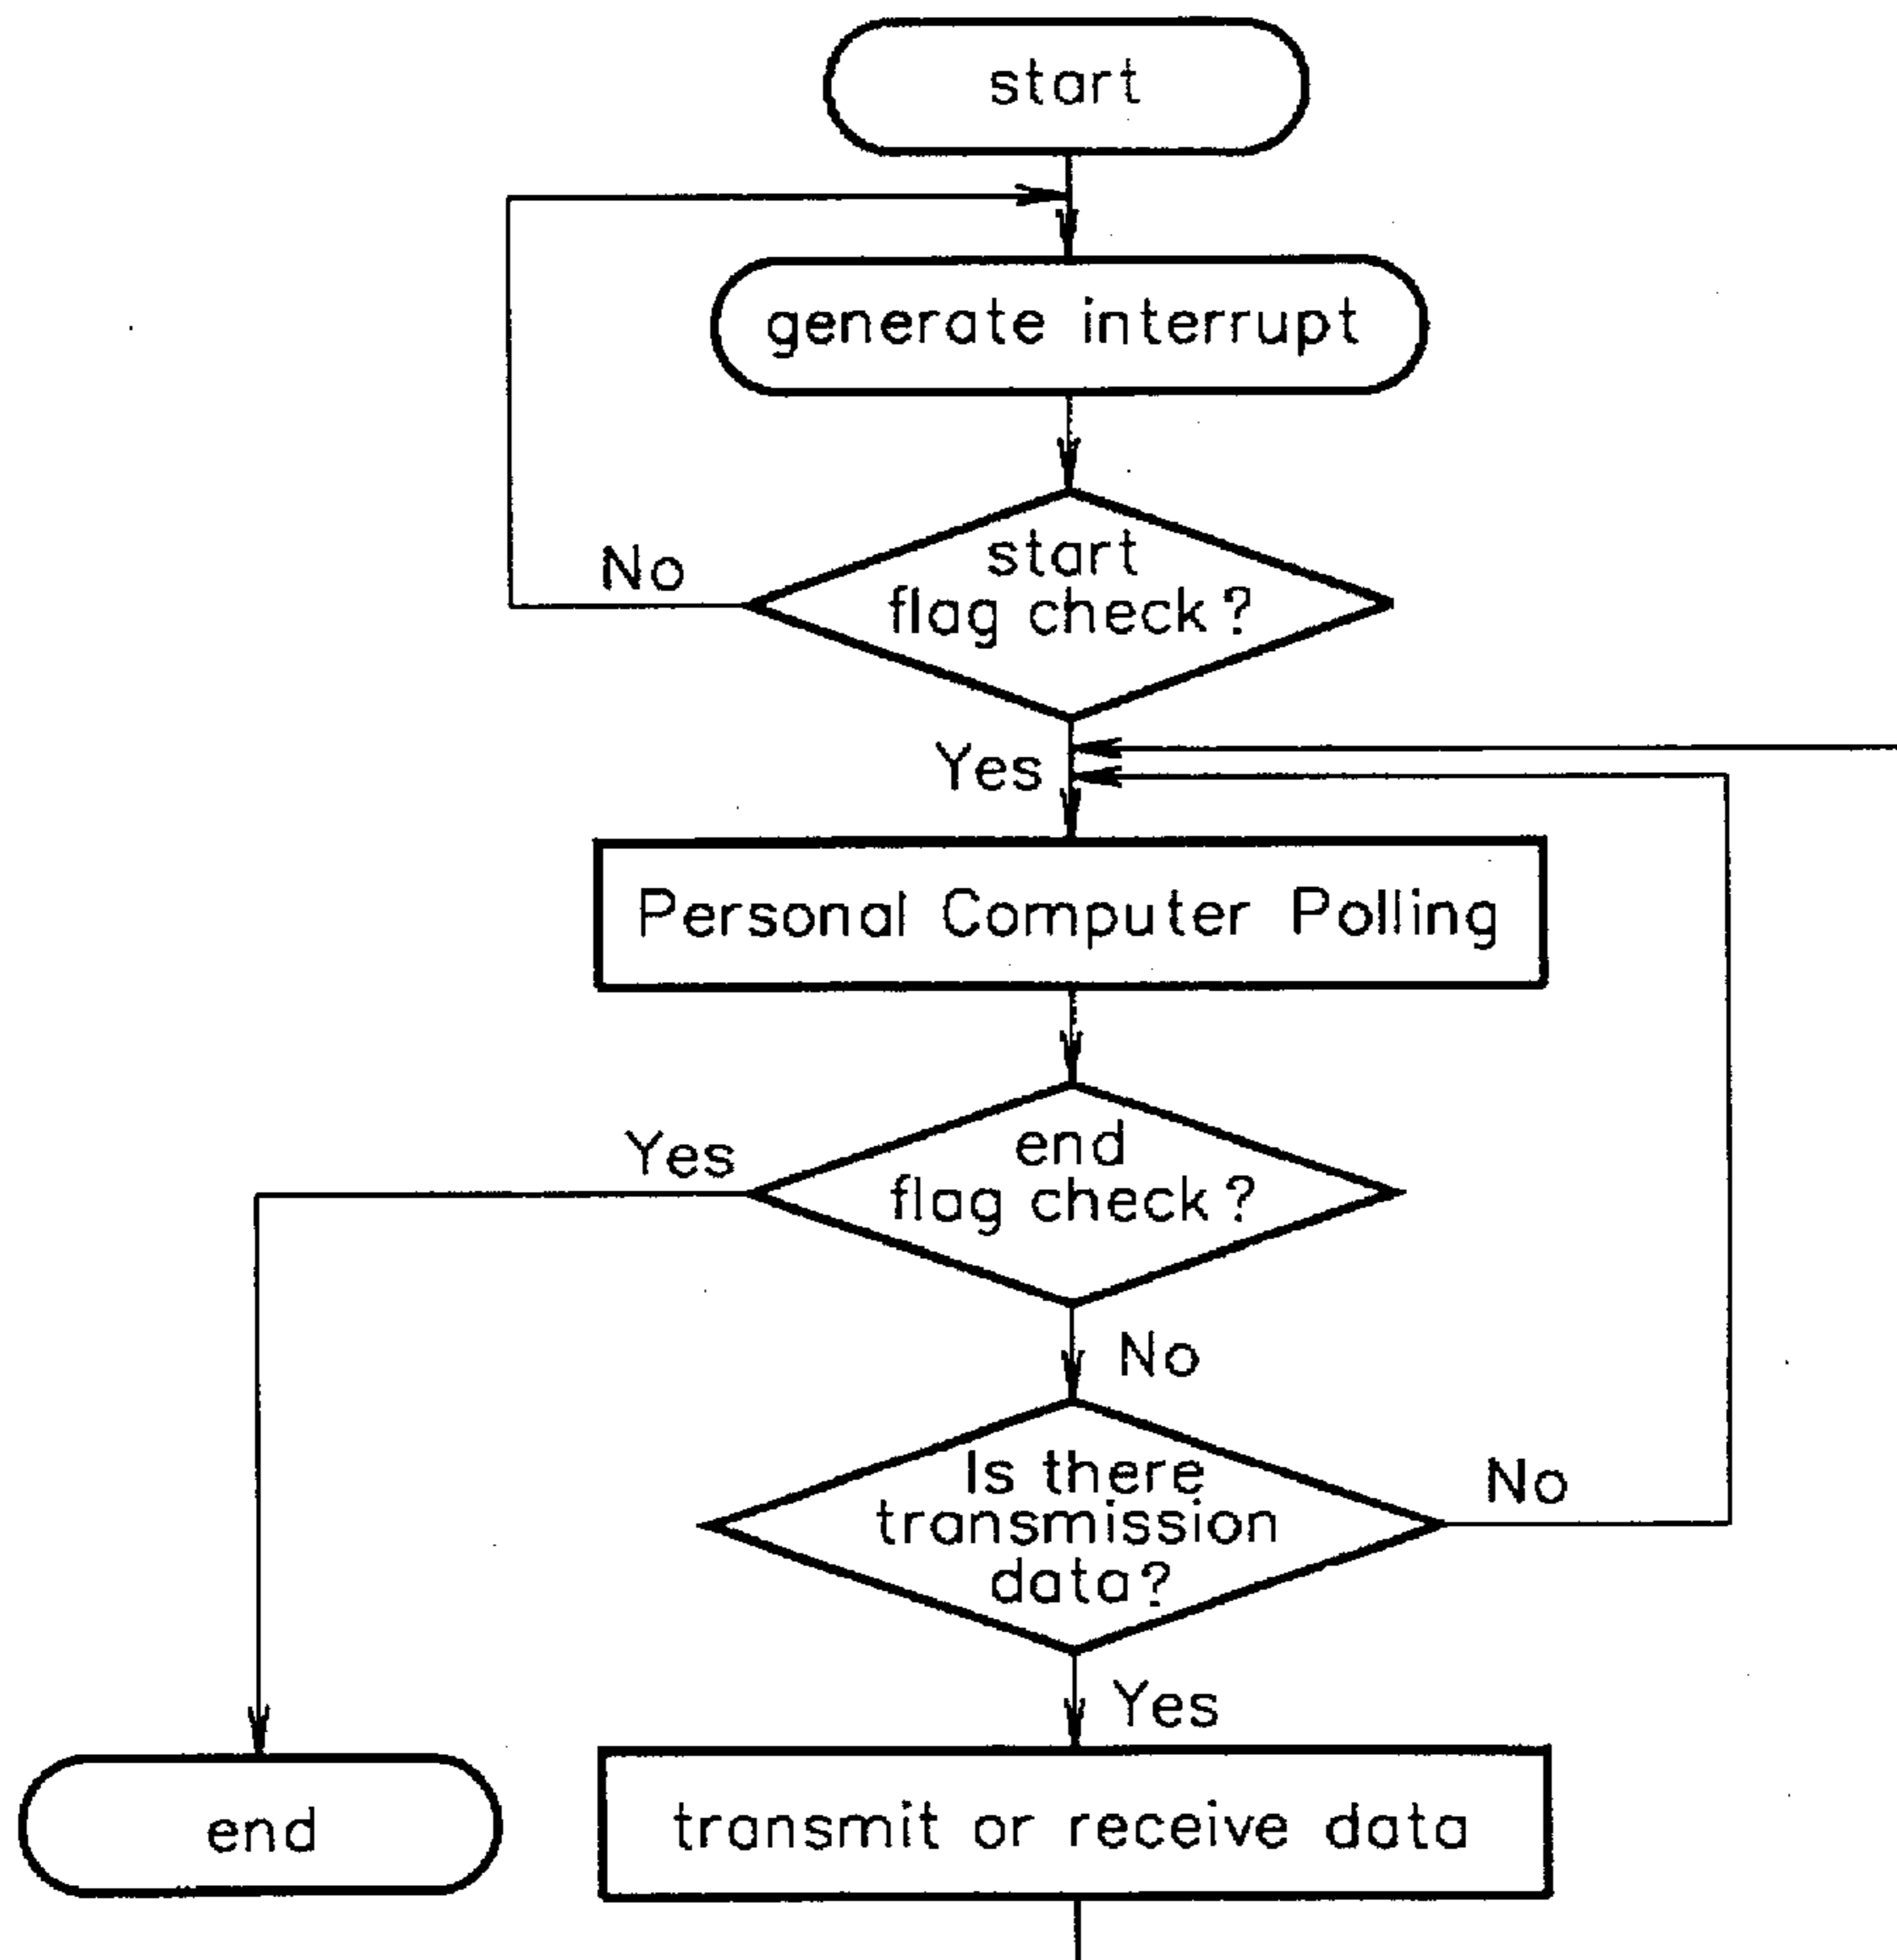 start
generate interrupt
start
flag check?
No
Yes
Personal Computer Polling
end
flag check?
Yes
No
Is there
transmission
data?
No
Yes
end
transmit or receive data